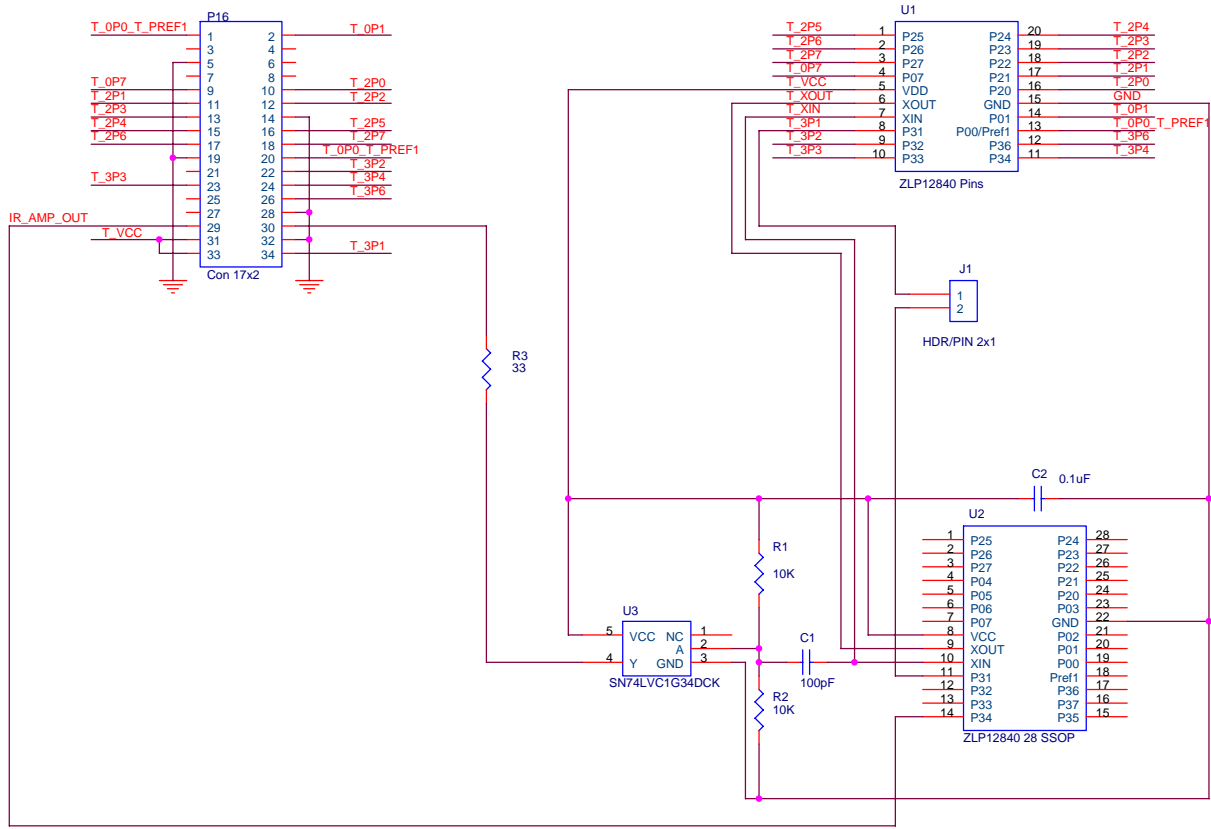 P16
T_0P0_T_PREF1 1 2 T_0P1
3 4
5 6
7 8
T_0P7 9 10 T_2P0
T_2P1 11 12 T_2P2
T_2P3 13 14
T_2P4 15 16 T_2P5
T_2P6 17 18 T_2P7
19 20 T_0P0_T_PREF1
21 22 T_3P2
T_3P3 23 24 T_3P4
25 26 T_3P6
27 28
IR_AMP_OUT 29 30
T_VCC 31 32
33 34 T_3P1
Con 17x2
U1
T_2P5 1 P25 P24 20 T_2P4
T_2P6 2 P26 P23 19 T_2P3
T_2P7 3 P27 P22 18 T_2P2
T_0P7 4 P07 P21 17 T_2P1
T_VCC 5 VDD P20 16 T_2P0
T_XOUT 6 XOUT GND 15 GND
T_XIN 7 XIN P01 14 T_0P1
T_3P1 8 P31 P00/Pref1 13 T_0P0_T_PREF1
T_3P2 9 P32 P36 12 T_3P6
T_3P3 10 P33 P34 11 T_3P4
ZLP12840 Pins
J1
1
2
HDR/PIN 2x1
R3
33
C2 0.1uF
R1
10K
U3
5 VCC NC 1
A 2
4 Y GND 3
SN74LVC1G34DCK
C1
100pF
R2
10K
U2
1 P25 P24 28
2 P26 P23 27
3 P27 P22 26
4 P04 P21 25
5 P05 P20 24
6 P06 P03 23
7 P07 GND 22
8 VCC P02 21
9 XOUT P01 20
10 XIN P00 19
11 P31 Pref1 18
12 P32 P36 17
13 P33 P37 16
14 P34 P35 15
ZLP12840 28 SSOP